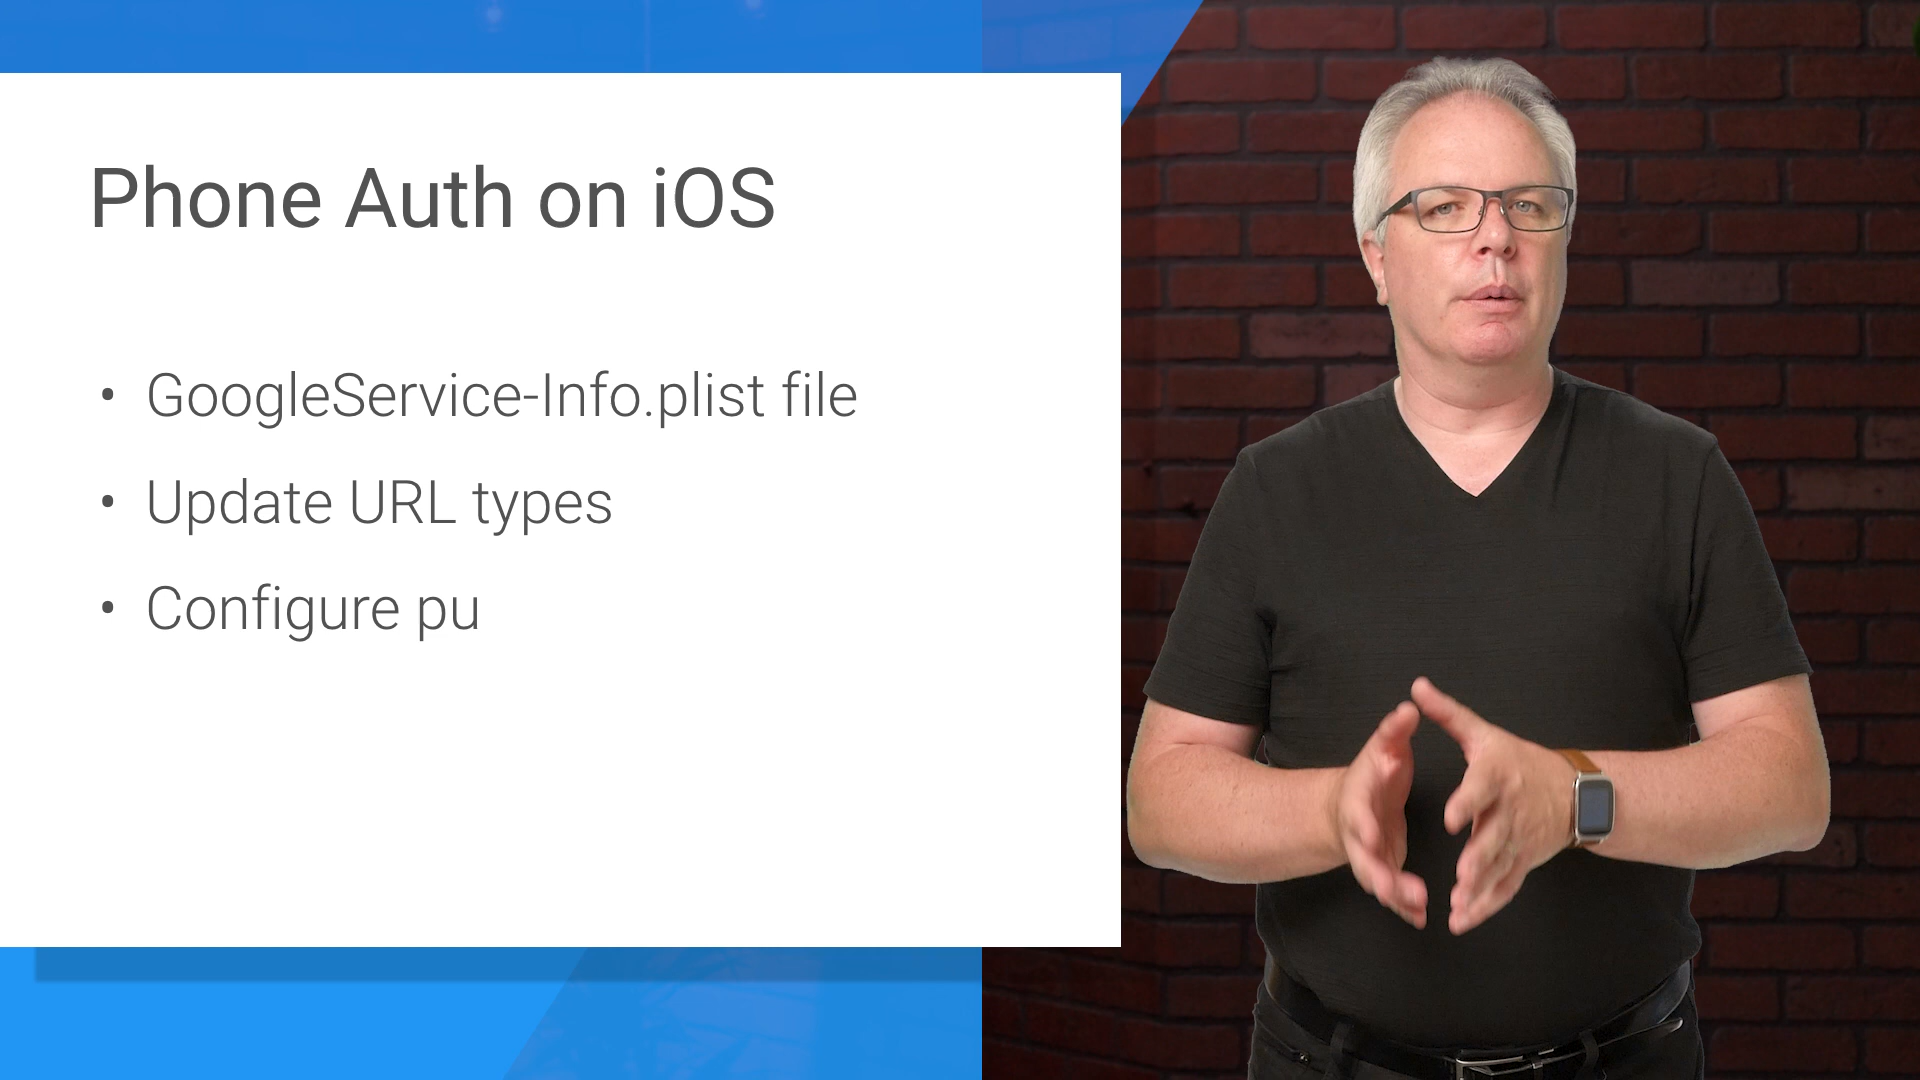 Phone Auth on iOS
• GoogleService-Info.plist file
• Update URL types
• Configure pu